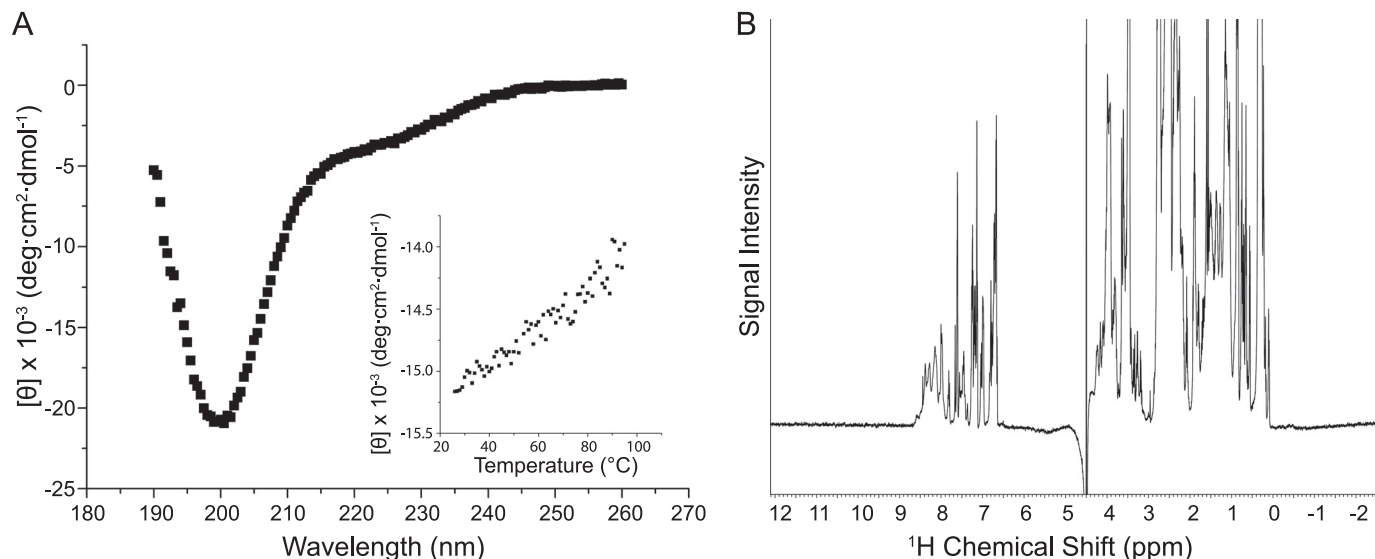 A
[θ] x 10⁻³ (deg·cm²·dmol⁻¹)
0
-5
-10
-15
-20
-25
180 190 200 210 220 230 240 250 260 270
Wavelength (nm)
[θ] x 10⁻³ (deg·cm²·dmol⁻¹)
-14.0
-14.5
-15.0
-15.5
20 40 60 80 100
Temperature (°C)
B
Signal Intensity
12 11 10 9 8 7 6 5 4 3 2 1 0 -1 -2
¹H Chemical Shift (ppm)